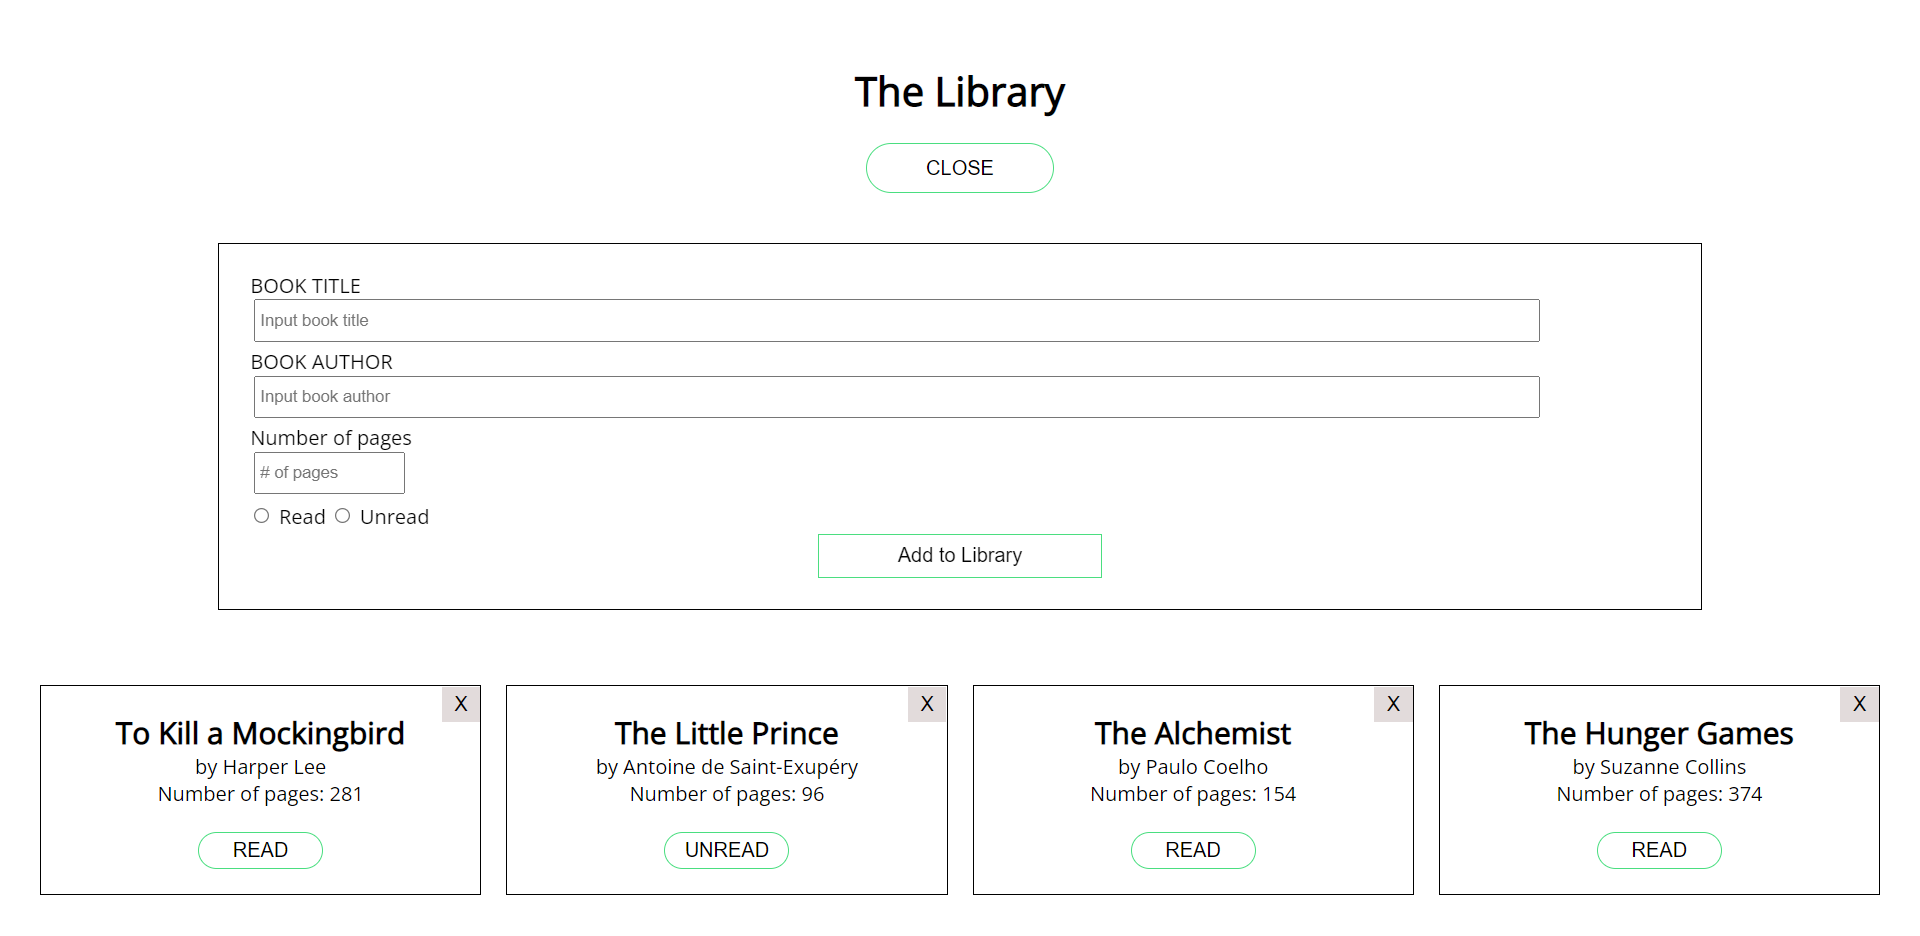 The Library
CLOSE
BOOK TITLE
Input book title
BOOK AUTHOR
Input book author
Number of pages
# of pages
Read Unread
Add to Library
X
To Kill a Mockingbird
by Harper Lee
Number of pages: 281
READ
X
The Little Prince
by Antoine de Saint-Exupéry
Number of pages: 96
UNREAD
X
The Alchemist
by Paulo Coelho
Number of pages: 154
READ
X
The Hunger Games
by Suzanne Collins
Number of pages: 374
READ